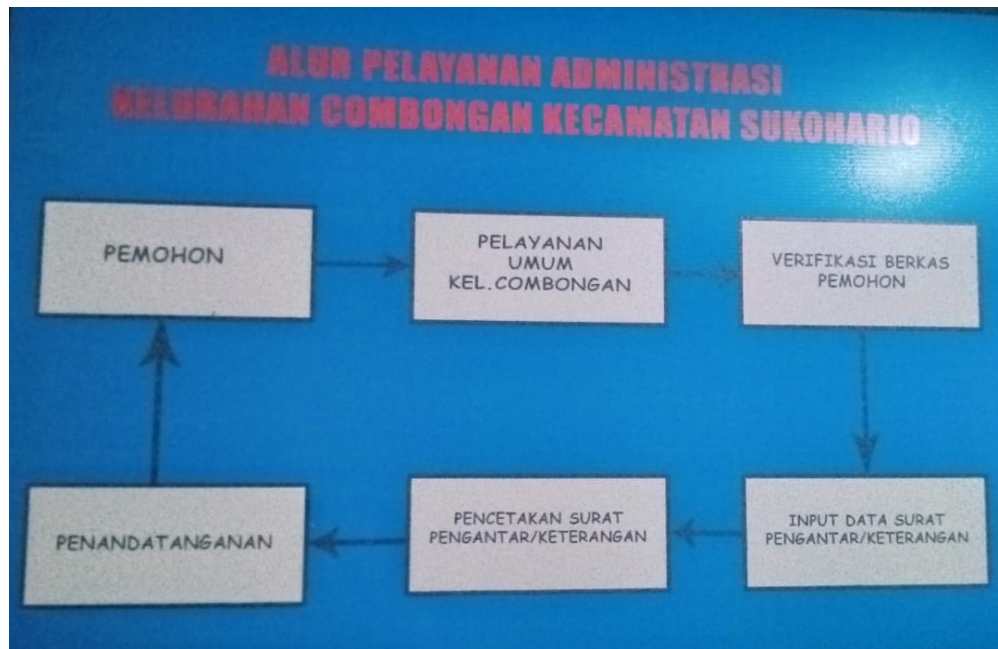 ALUR PELAYANAN ADMINISTRASI
KELURAHAN COMBONGAN KECAMATAN SUKOHARJO
PEMOHON
PELAYANAN
UMUM
KEL.COMBONGAN
VERIFIKASI BERKAS
PEMOHON
PENANDATANGANAN
PENCETAKAN SURAT
PENGANTAR/KETERANGAN
INPUT DATA SURAT
PENGANTAR/KETERANGAN